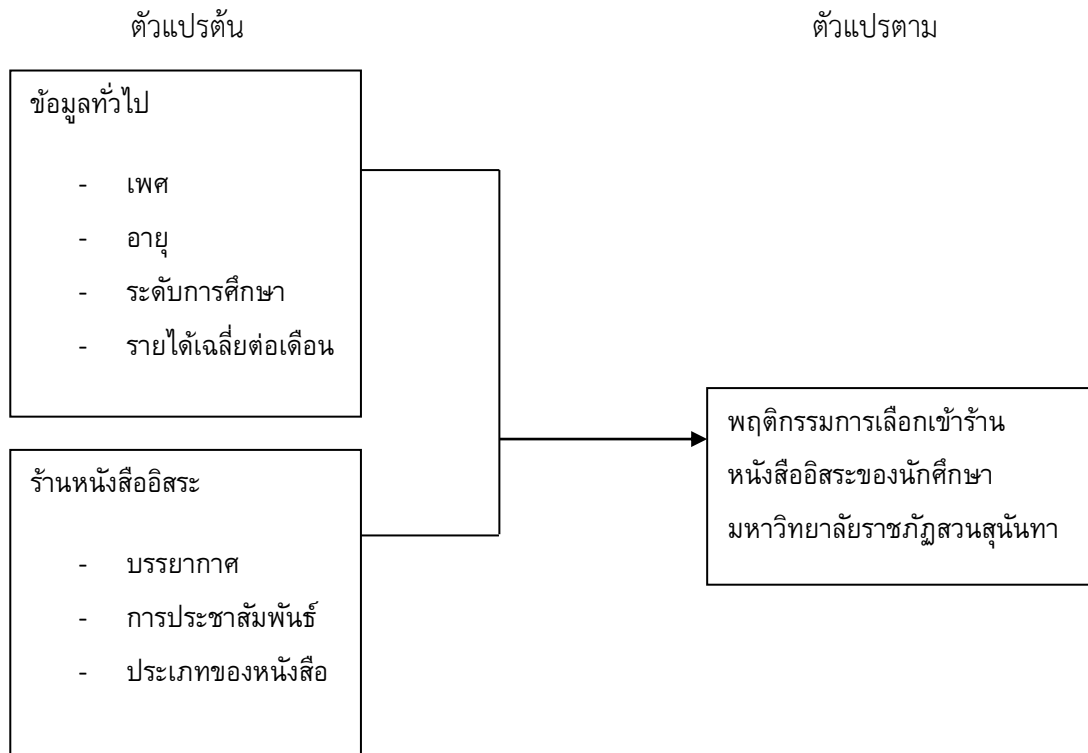 ตัวแปรต้น
ตัวแปรตาม
ข้อมูลทั่วไป
- เพศ
- อายุ
- ระดับการศึกษา
- รายได้เฉลี่ยต่อเดือน
ร้านหนังสืออิสระ
- บรรยากาศ
- การประชาสัมพันธ์
- ประเภทของหนังสือ
พฤติกรรมการเลือกเข้าร้าน
หนังสืออิสระของนักศึกษา
มหาวิทยาลัยราชภัฏสวนสุนันทา